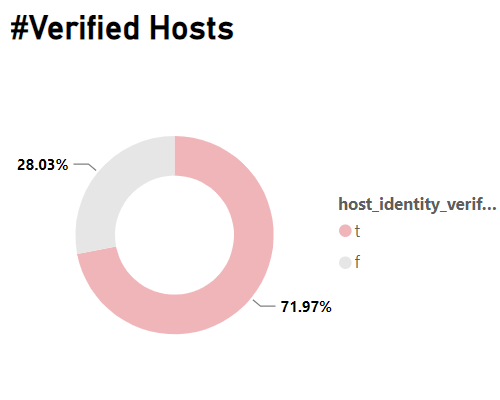 #Verified Hosts
28.03%
host_identity_verif...
t
f
71.97%